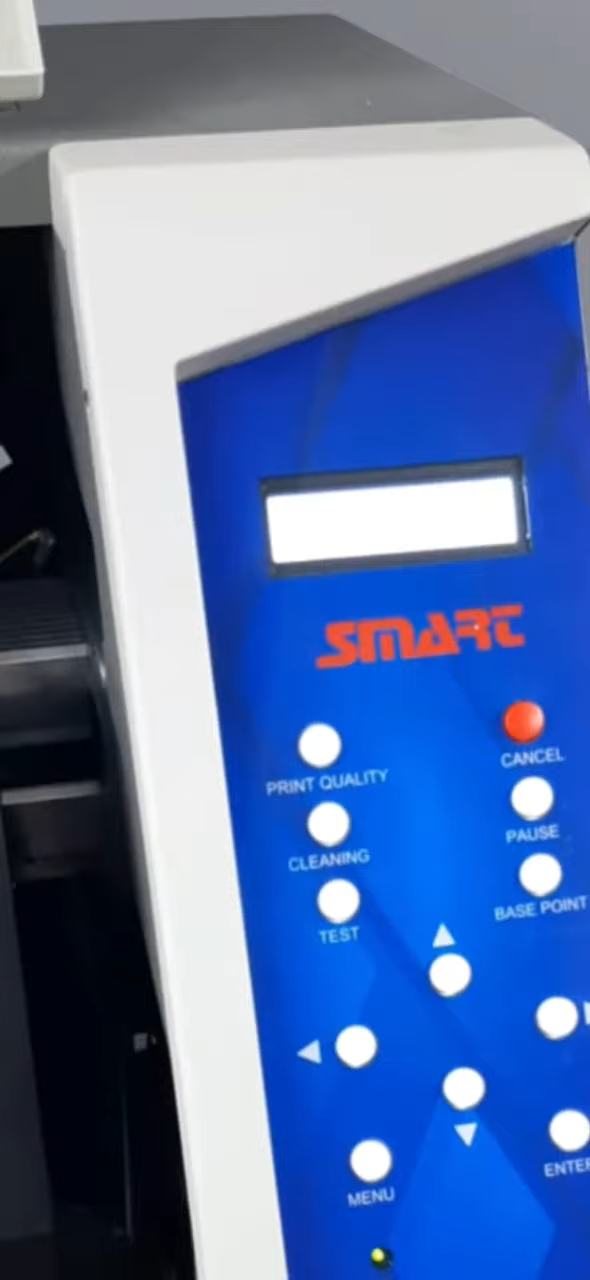 SMART
PRINT QUALITY
CANCEL
CLEANING
PAUSE
TEST
BASE POINT
MENU
ENTER